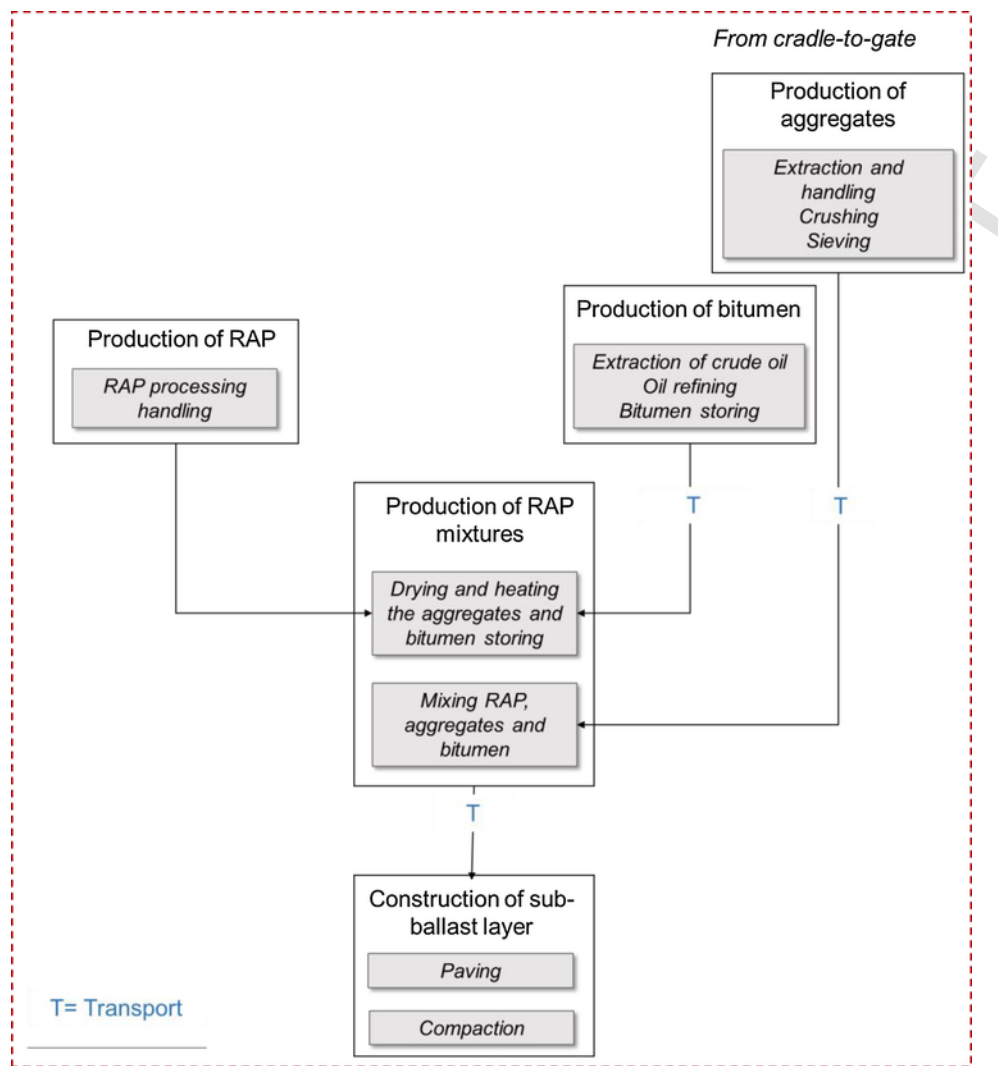 From cradle-to-gate
Production of
aggregates
Extraction and
handling
Crushing
Sieving
Production of bitumen
Extraction of crude oil
Oil refining
Bitumen storing
Production of RAP
RAP processing
handling
T
T
Production of RAP
mixtures
Drying and heating
the aggregates and
bitumen storing
Mixing RAP,
aggregates and
bitumen
T
Construction of sub-
ballast layer
Paving
Compaction
T= Transport